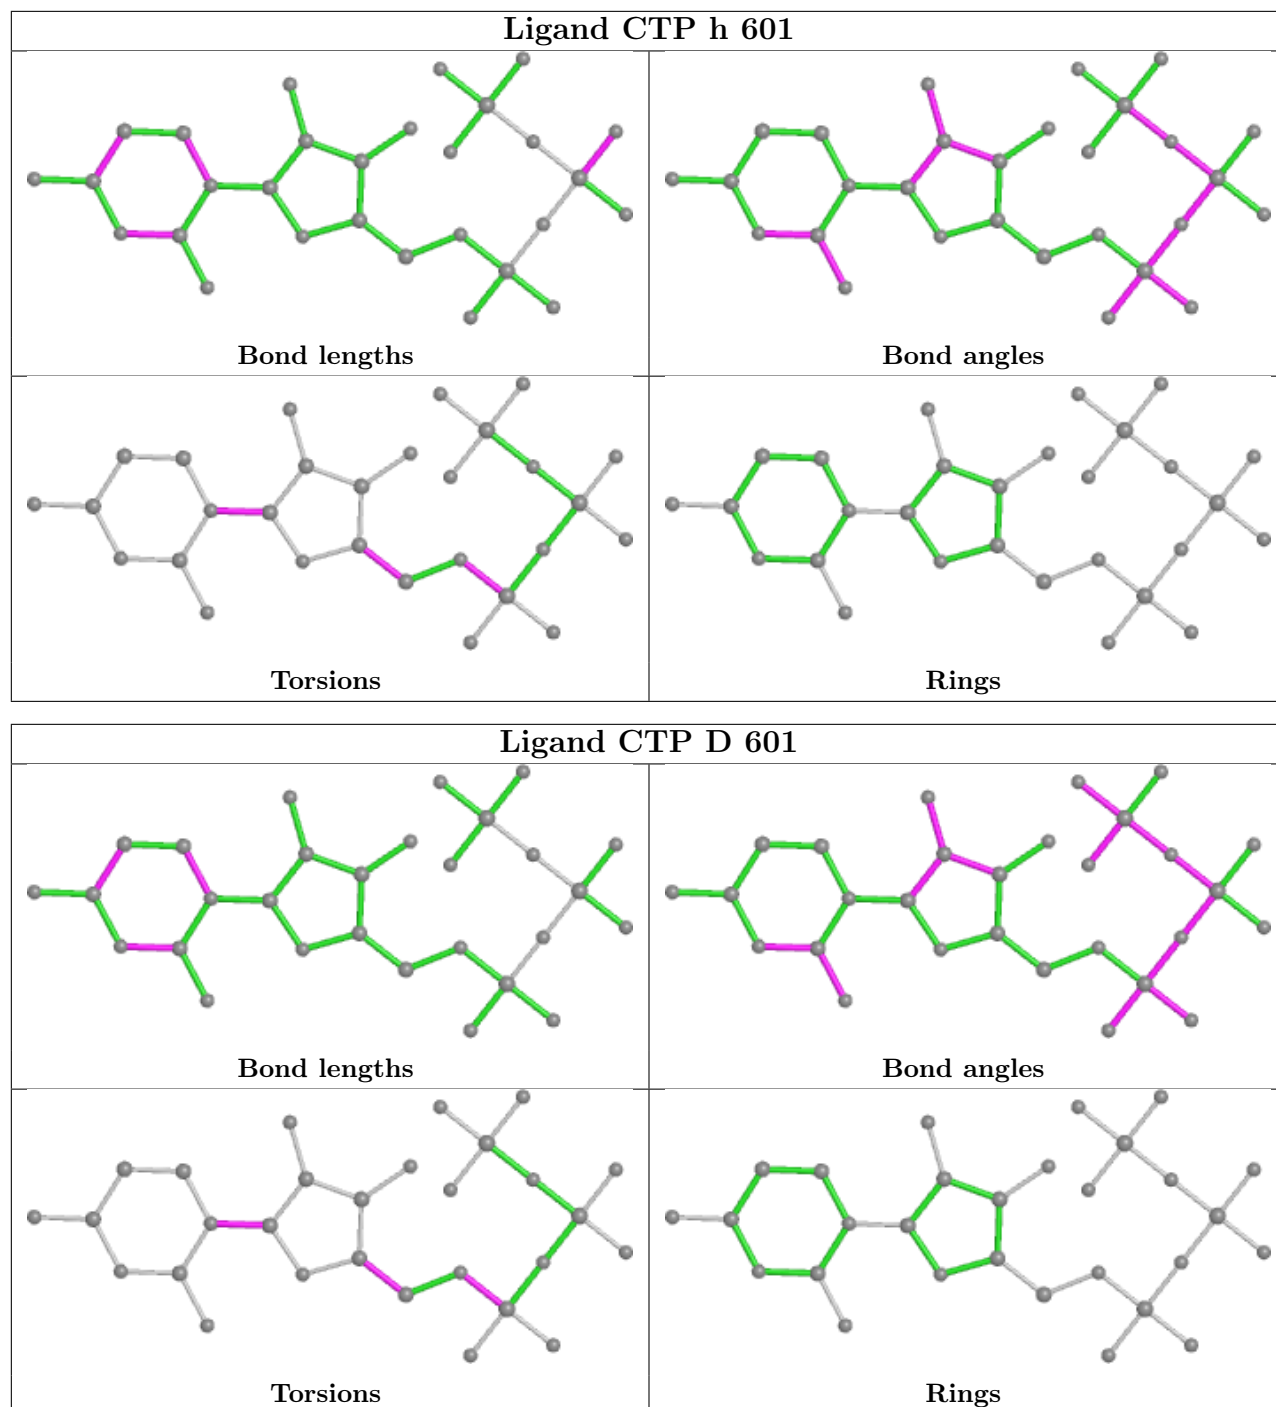 Ligand CTP h 601
Bond lengths
Bond angles
Torsions
Rings
Ligand CTP D 601
Bond lengths
Bond angles
Torsions
Rings